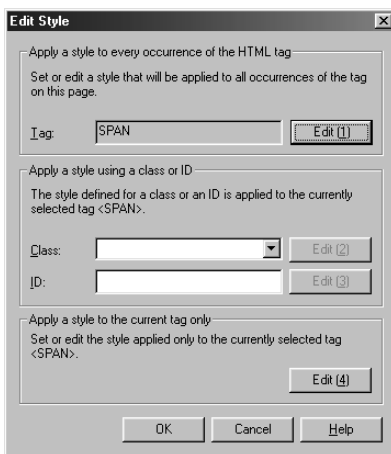 Edit Style
Apply a style to every occurrence of the HTML tag
Set or edit a style that will be applied to all occurrences of the tag
on this page.
Tag: SPAN Edit (1)
Apply a style using a class or ID
The style defined for a class or an ID is applied to the currently
selected tag <SPAN>.
Class: Edit (2)
ID: Edit (3)
Apply a style to the current tag only
Set or edit the style applied only to the currently selected tag
<SPAN>.
Edit (4)
OK Cancel Help